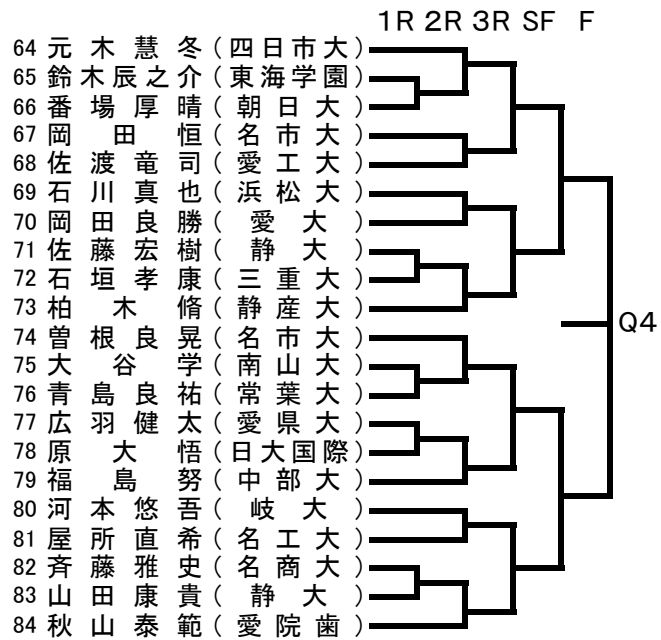 1R 2R 3R SF F
64 元木慧冬(四日市大)
65 鈴木辰之介(東海学園)
66 番場厚晴(朝日大)
67 岡田恒(名市大)
68 佐渡竜司(愛工大)
69 石川真也(浜松大)
70 岡田良勝(愛大)
71 佐藤宏樹(静大)
72 石垣孝康(三重大)
73 柏木脩(静産大)
74 曽根良晃(名市大)
Q4
75 大谷学(南山大)
76 青島良祐(常葉大)
77 広羽健太(愛県大)
78 原大悟(日大国際)
79 福島努(中部大)
80 河本悠吾(岐大)
81 屋所直希(名工大)
82 斉藤雅史(名商大)
83 山田康貴(静大)
84 秋山泰範(愛院歯)